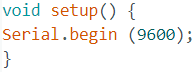 void setup() {
Serial.begin (9600);
}